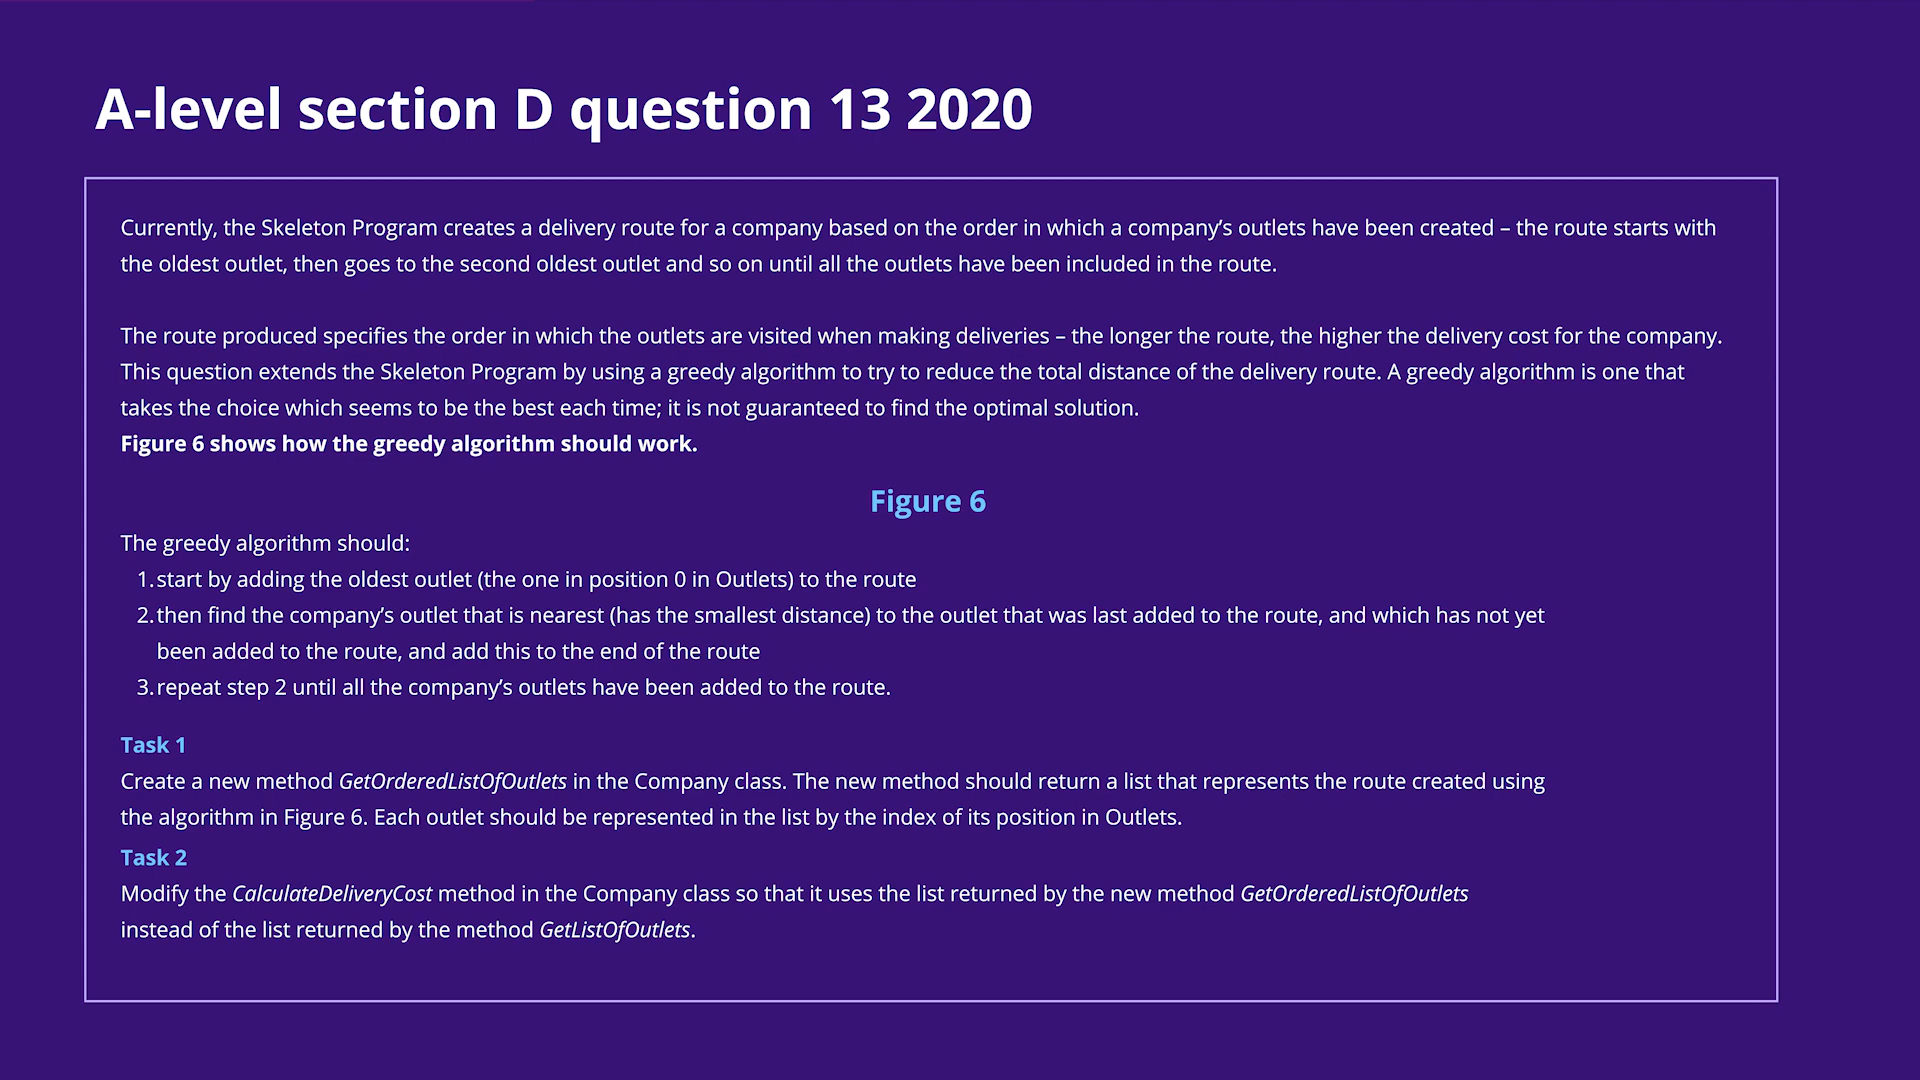 A-level section D question 13 2020
Currently, the Skeleton Program creates a delivery route for a company based on the order in which a company’s outlets have been created – the route starts with
the oldest outlet, then goes to the second oldest outlet and so on until all the outlets have been included in the route.
The route produced specifies the order in which the outlets are visited when making deliveries – the longer the route, the higher the delivery cost for the company.
This question extends the Skeleton Program by using a greedy algorithm to try to reduce the total distance of the delivery route. A greedy algorithm is one that
takes the choice which seems to be the best each time; it is not guaranteed to find the optimal solution.
Figure 6 shows how the greedy algorithm should work.
Figure 6
The greedy algorithm should:
1. start by adding the oldest outlet (the one in position 0 in Outlets) to the route
2. then find the company’s outlet that is nearest (has the smallest distance) to the outlet that was last added to the route, and which has not yet
been added to the route, and add this to the end of the route
3. repeat step 2 until all the company’s outlets have been added to the route.
Task 1
Create a new method GetOrderedListOfOutlets in the Company class. The new method should return a list that represents the route created using
the algorithm in Figure 6. Each outlet should be represented in the list by the index of its position in Outlets.
Task 2
Modify the CalculateDeliveryCost method in the Company class so that it uses the list returned by the new method GetOrderedListOfOutlets
instead of the list returned by the method GetListOfOutlets.